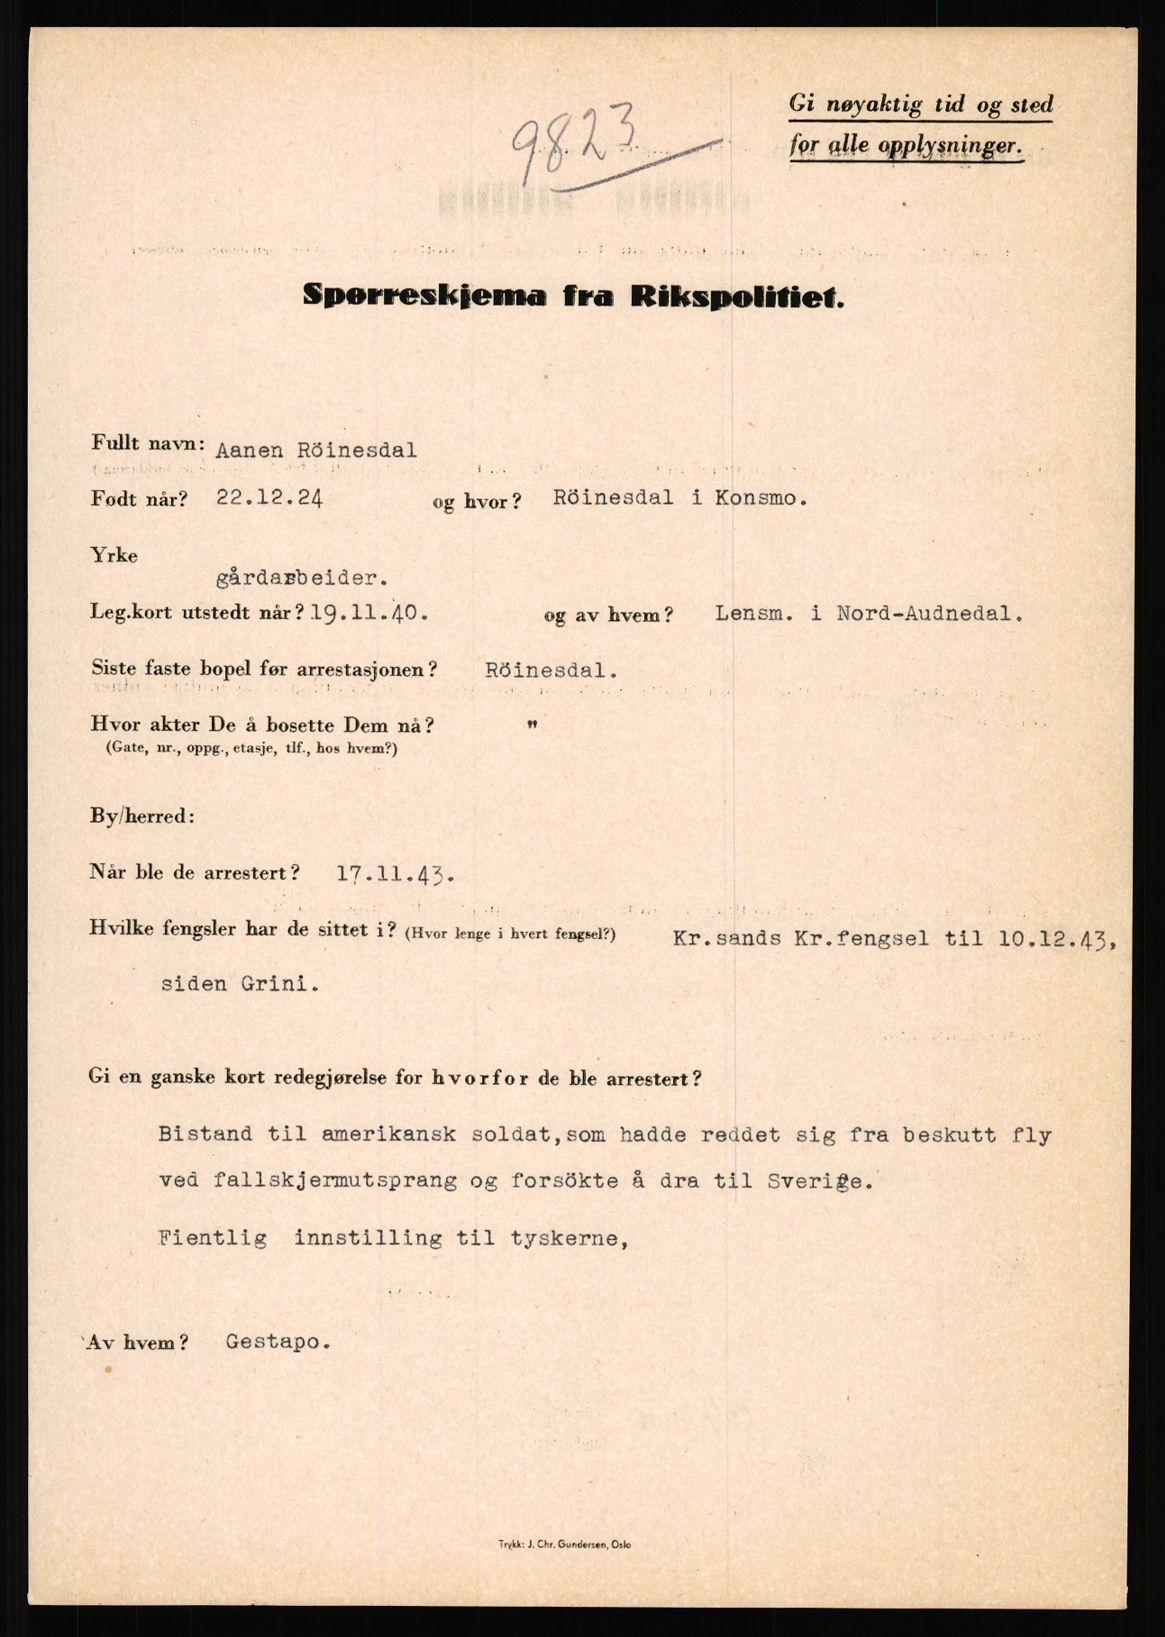 Gi nøyaktig tid og sted
for alle opplysninger.
9823
Spørreskjema fra Rikspolitiet.
Fullt navn: Aanen Röinesdal
Født når? 22.12.24 og hvor? Röinesdal i Konsmo.
Yrke
gårdarbeider.
Leg.kort utstedt når? 19.11.40. og av hvem? Lensm. i Nord-Audnedal.
Siste faste bopel før arrestasjonen? Röinesdal.
Hvor akter De å bosette Dem nå? "
(Gate, nr., oppg., etasje, tlf., hos hvem?)
By/herred:
Når ble de arrestert? 17.11.43.
Hvilke fengsler har de sittet i? (Hvor lenge i hvert fengsel?) Kr.sands Kr.fengsel til 10.12.43,
siden Grini.
Gi en ganske kort redegjørelse for hvorfor de ble arrestert?
Bistand til amerikansk soldat,som hadde reddet sig fra beskutt fly
ved fallskjermutsprang og forsökte å dra til Sverige.
Fientlig innstilling til tyskerne,
Av hvem? Gestapo.
Trykk: J. Chr. Gundersen, Oslo